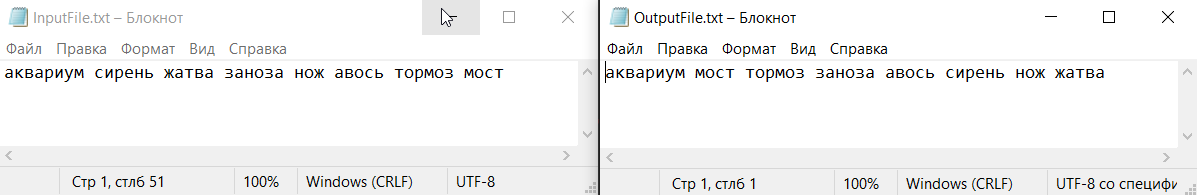 InputFile.txt – Блокнот
Файл Правка Формат Вид Справка
аквариум сирень жатва заноза нож авось тормоз мост
Стр 1, стлб 51 100% Windows (CRLF) UTF-8
OutputFile.txt – Блокнот
Файл Правка Формат Вид Справка
аквариум мост тормоз заноза авось сирень нож жатва
Стр 1, стлб 1 100% Windows (CRLF) UTF-8 со специфи